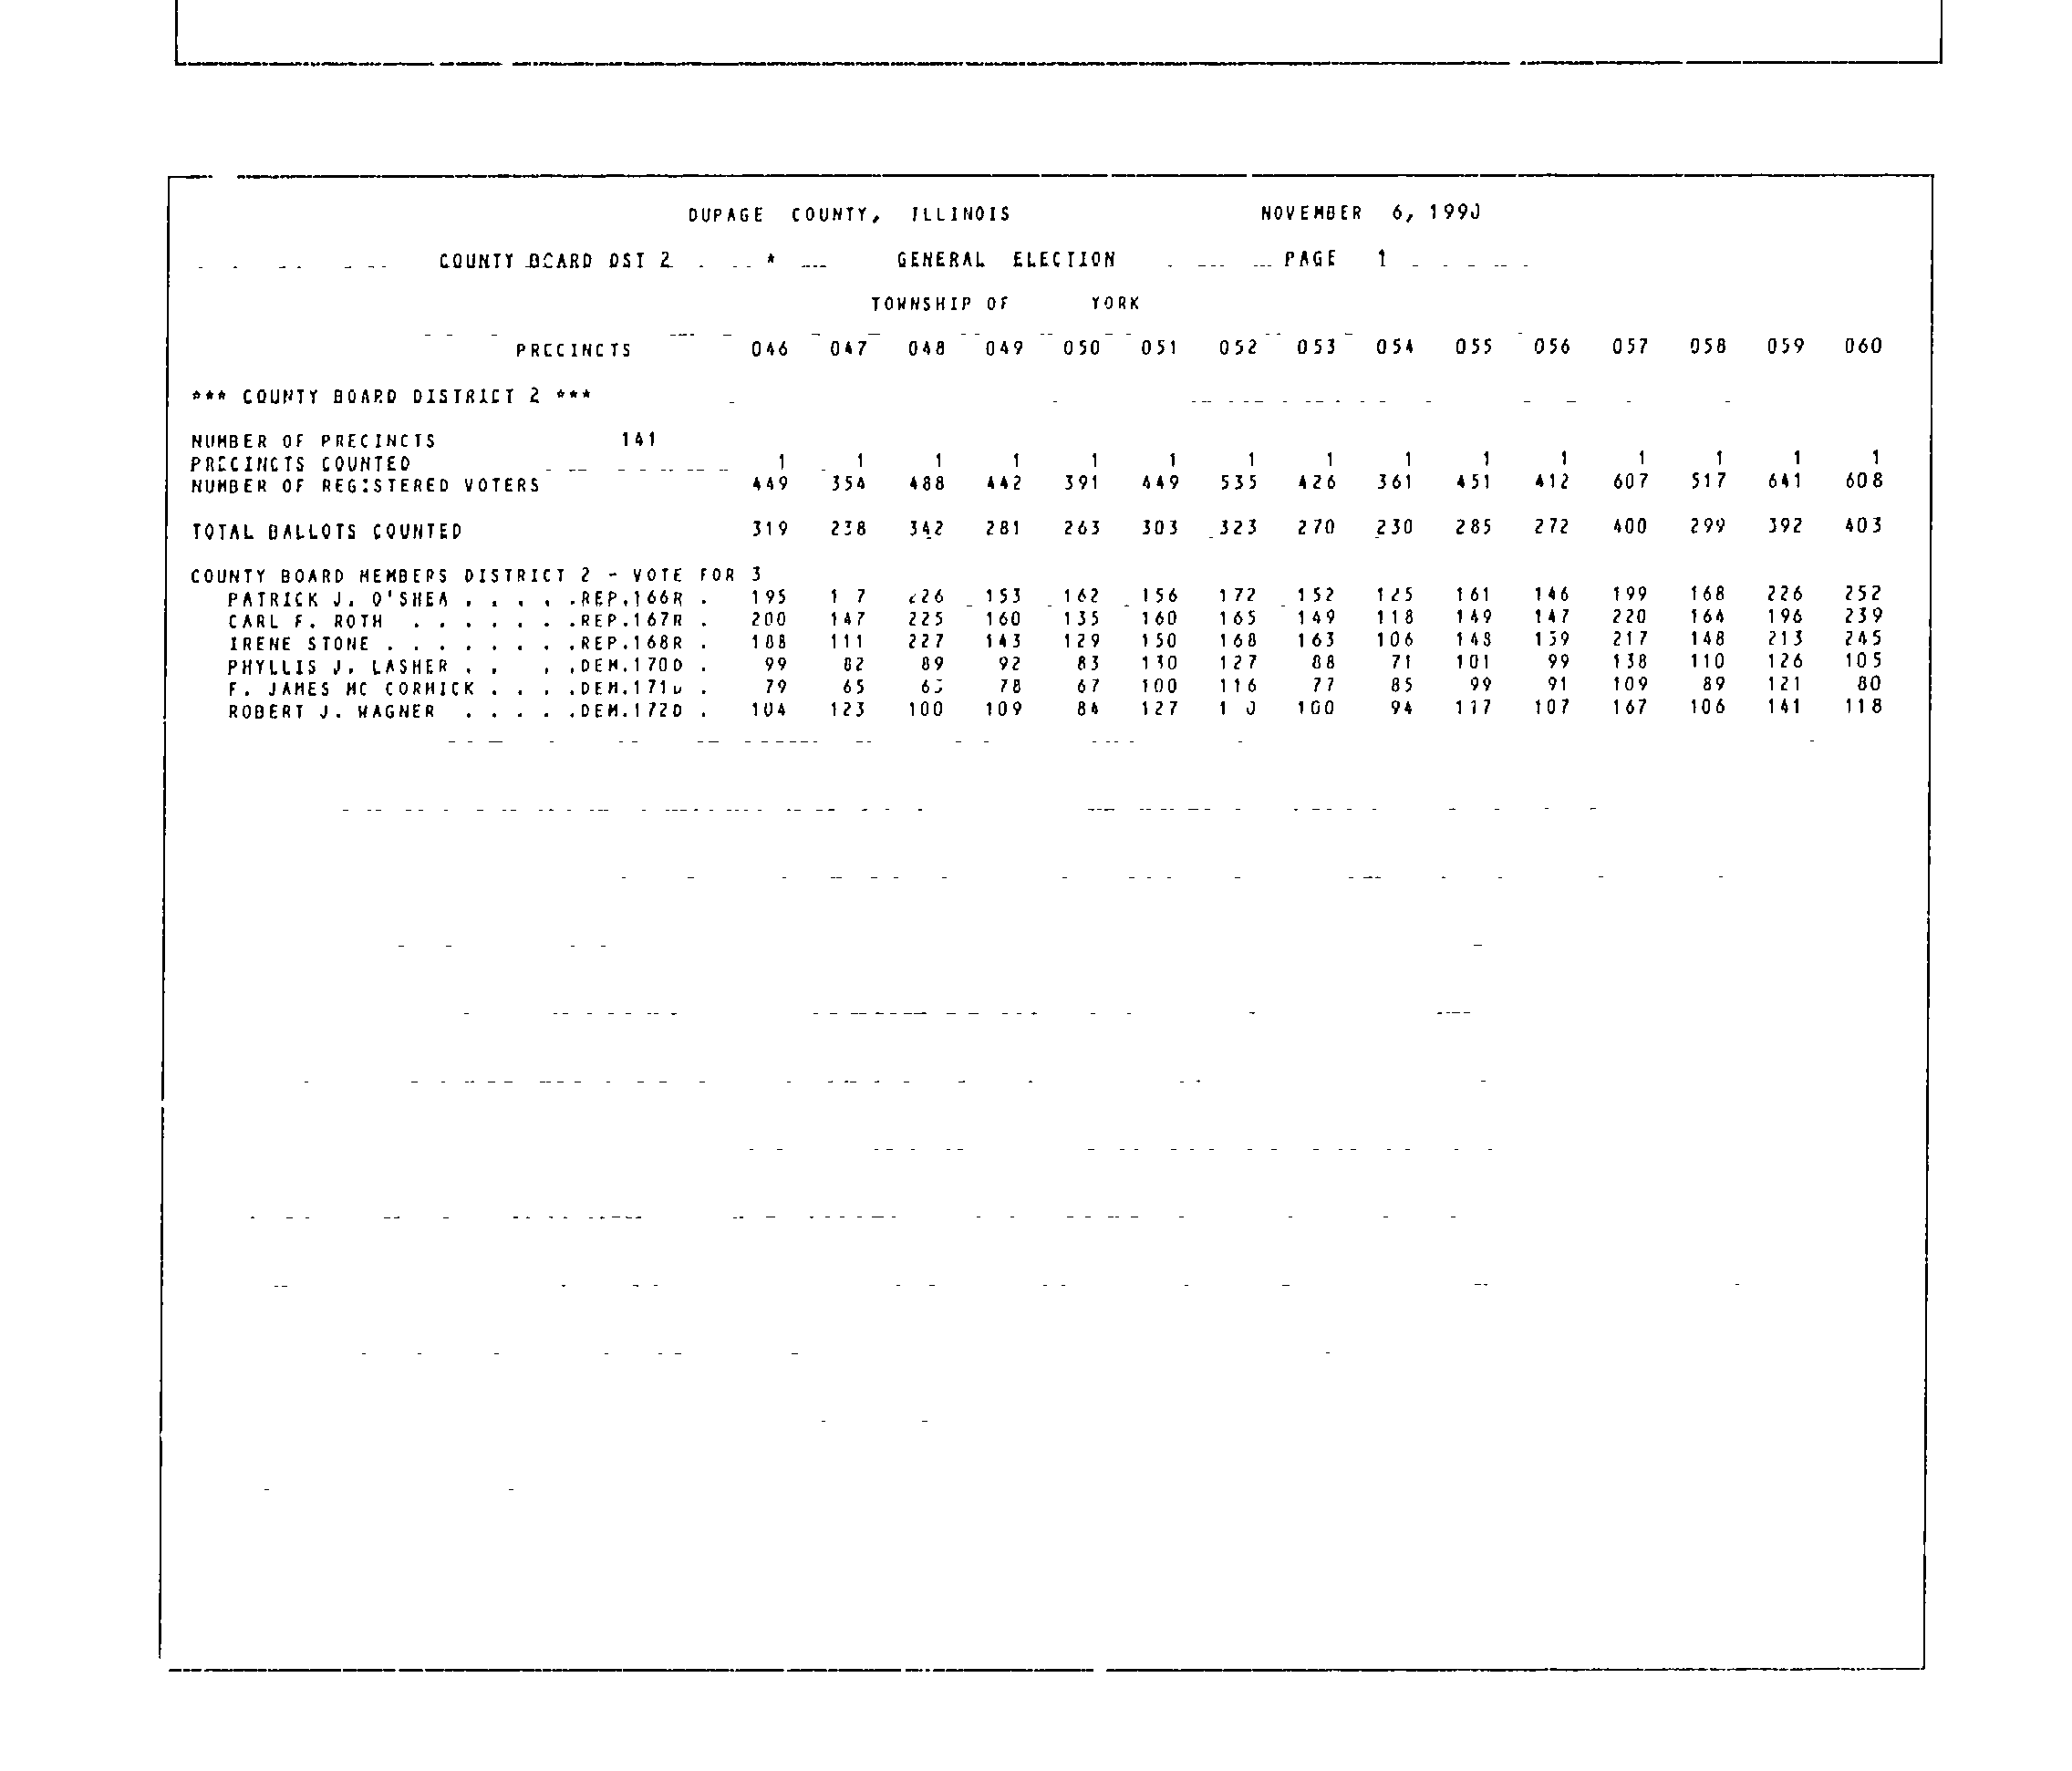 DUPAGE COUNTY, ILLINOIS NOVEMBER 6, 1990
COUNTY BOARD DST 2 * GENERAL ELECTION PAGE 1
TOWNSHIP OF YORK
PRECINCTS 046 047 048 049 050 051 052 053 054 055 056 057 058 059 060
*** COUNTY BOARD DISTRICT 2 ***
NUMBER OF PRECINCTS 141
PRECINCTS COUNTED 1 1 1 1 1 1 1 1 1 1 1 1 1 1 1
NUMBER OF REGISTERED VOTERS 449 354 488 442 391 449 535 426 361 451 412 607 517 641 608
TOTAL BALLOTS COUNTED 319 238 342 281 263 303 323 270 230 285 272 400 299 392 403
COUNTY BOARD MEMBERS DISTRICT 2 - VOTE FOR 3
PATRICK J. O'SHEA . . . . .REP.166R . 195 226 153 162 156 172 152 125 161 146 199 168 226 252
CARL F. ROTH . . . . . . .REP.167R . 200 147 225 160 135 160 165 149 118 149 147 220 164 196 239
IRENE STONE . . . . . . . .REP.168R . 188 111 227 143 129 150 168 163 106 148 159 217 148 213 245
PHYLLIS J. LASHER . . . .DEM.170D . 99 82 89 92 83 130 127 88 71 101 99 138 110 126 105
F. JAMES MC CORMICK . . . .DEM.171D . 79 65 78 67 100 116 77 85 99 91 109 89 121 80
ROBERT J. WAGNER . . . . .DEM.172D . 104 123 100 109 84 127 100 94 117 107 167 106 141 118